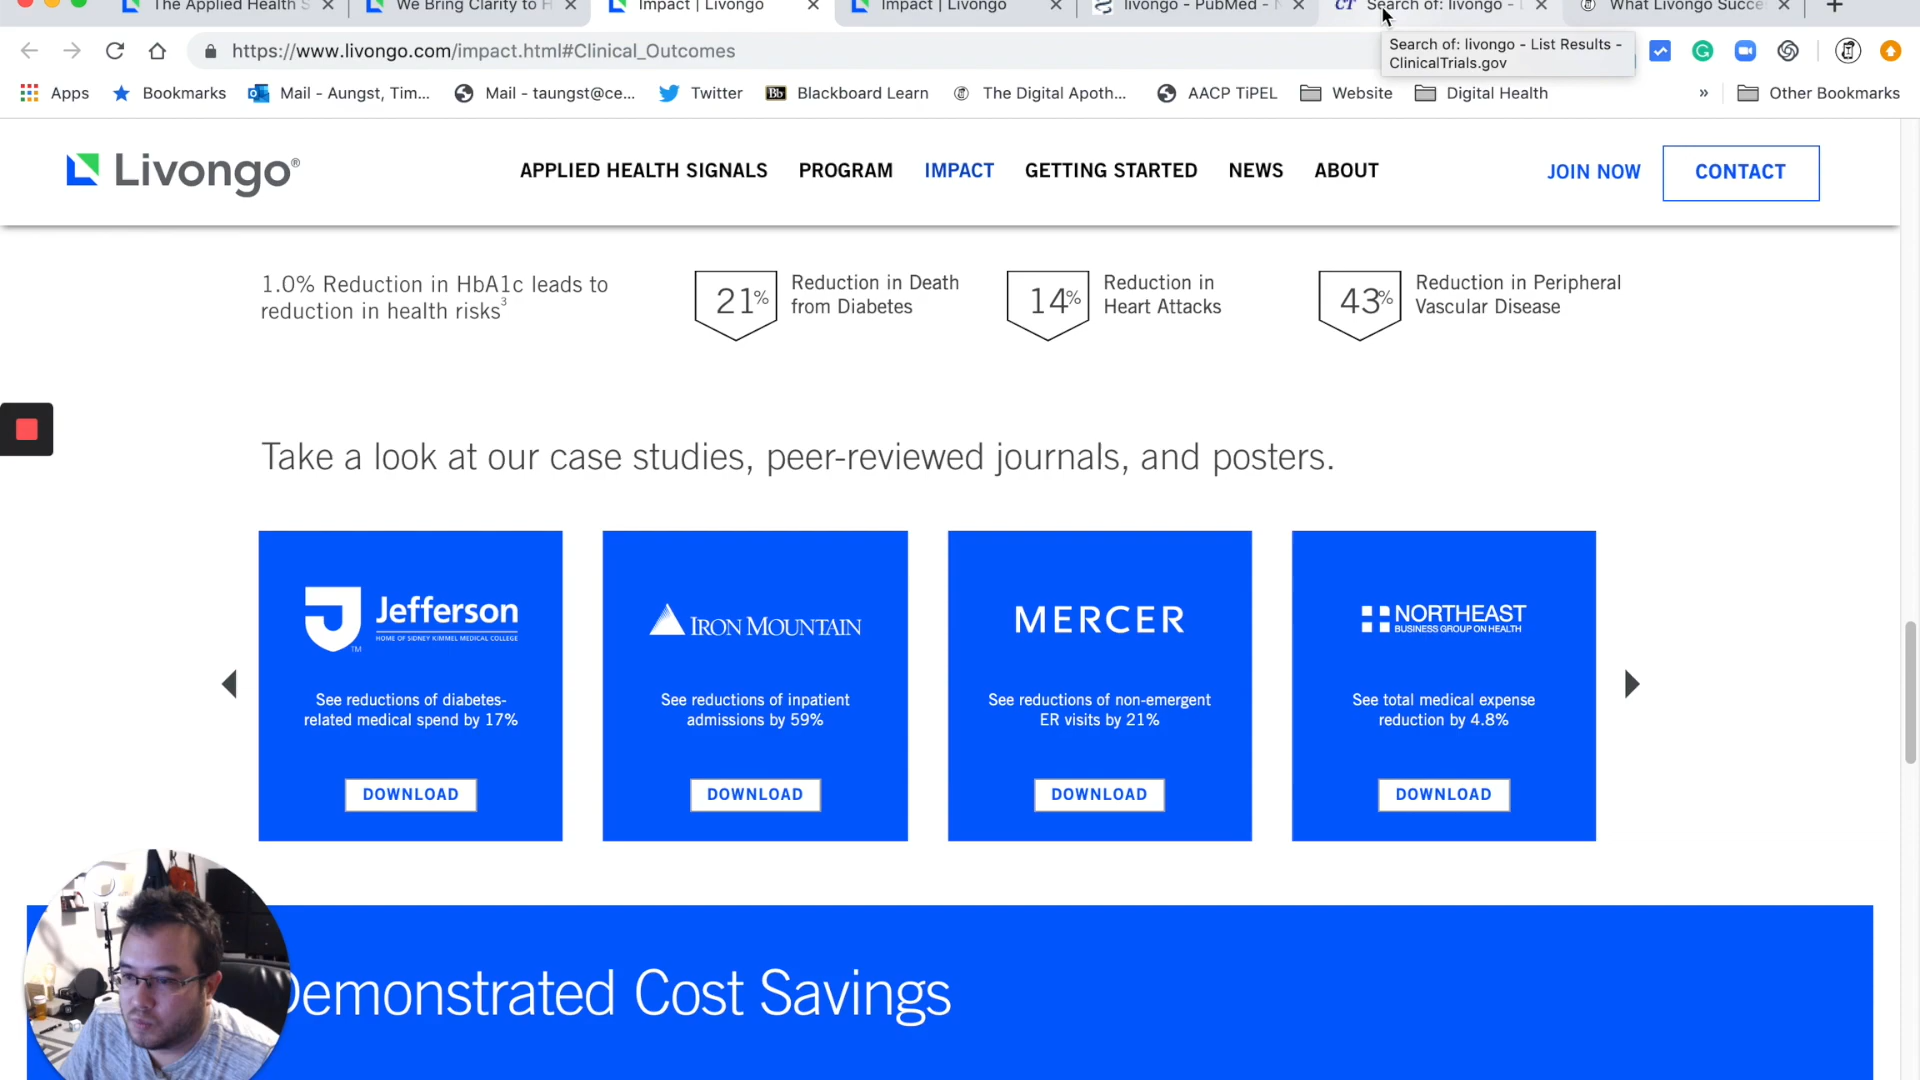 The Applied Health S
We Bring Clarity to H
Impact | Livongo
Impact | Livongo
livongo - PubMed - N
CT Search of: livongo -
What Livongo Succe
https://www.livongo.com/impact.html#Clinical_Outcomes
Search of: livongo - List Results -
ClinicalTrials.gov
Apps
Bookmarks
Mail - Aungst, Tim...
Mail - taungst@ce...
Twitter
Bb Blackboard Learn
The Digital Apoth...
AACP TiPEL
Website
Digital Health
»
Other Bookmarks
Livongo®
APPLIED HEALTH SIGNALS
PROGRAM
IMPACT
GETTING STARTED
NEWS
ABOUT
JOIN NOW
CONTACT
1.0% Reduction in HbA1c leads to
reduction in health risks3
21%
Reduction in Death
from Diabetes
14%
Reduction in
Heart Attacks
43%
Reduction in Peripheral
Vascular Disease
Take a look at our case studies, peer-reviewed journals, and posters.
Jefferson
HOME OF SIDNEY KIMMEL MEDICAL COLLEGE
TM
See reductions of diabetes-
related medical spend by 17%
DOWNLOAD
IRON MOUNTAIN
See reductions of inpatient
admissions by 59%
DOWNLOAD
MERCER
See reductions of non-emergent
ER visits by 21%
DOWNLOAD
NORTHEAST
BUSINESS GROUP ON HEALTH
See total medical expense
reduction by 4.8%
DOWNLOAD
Demonstrated Cost Savings